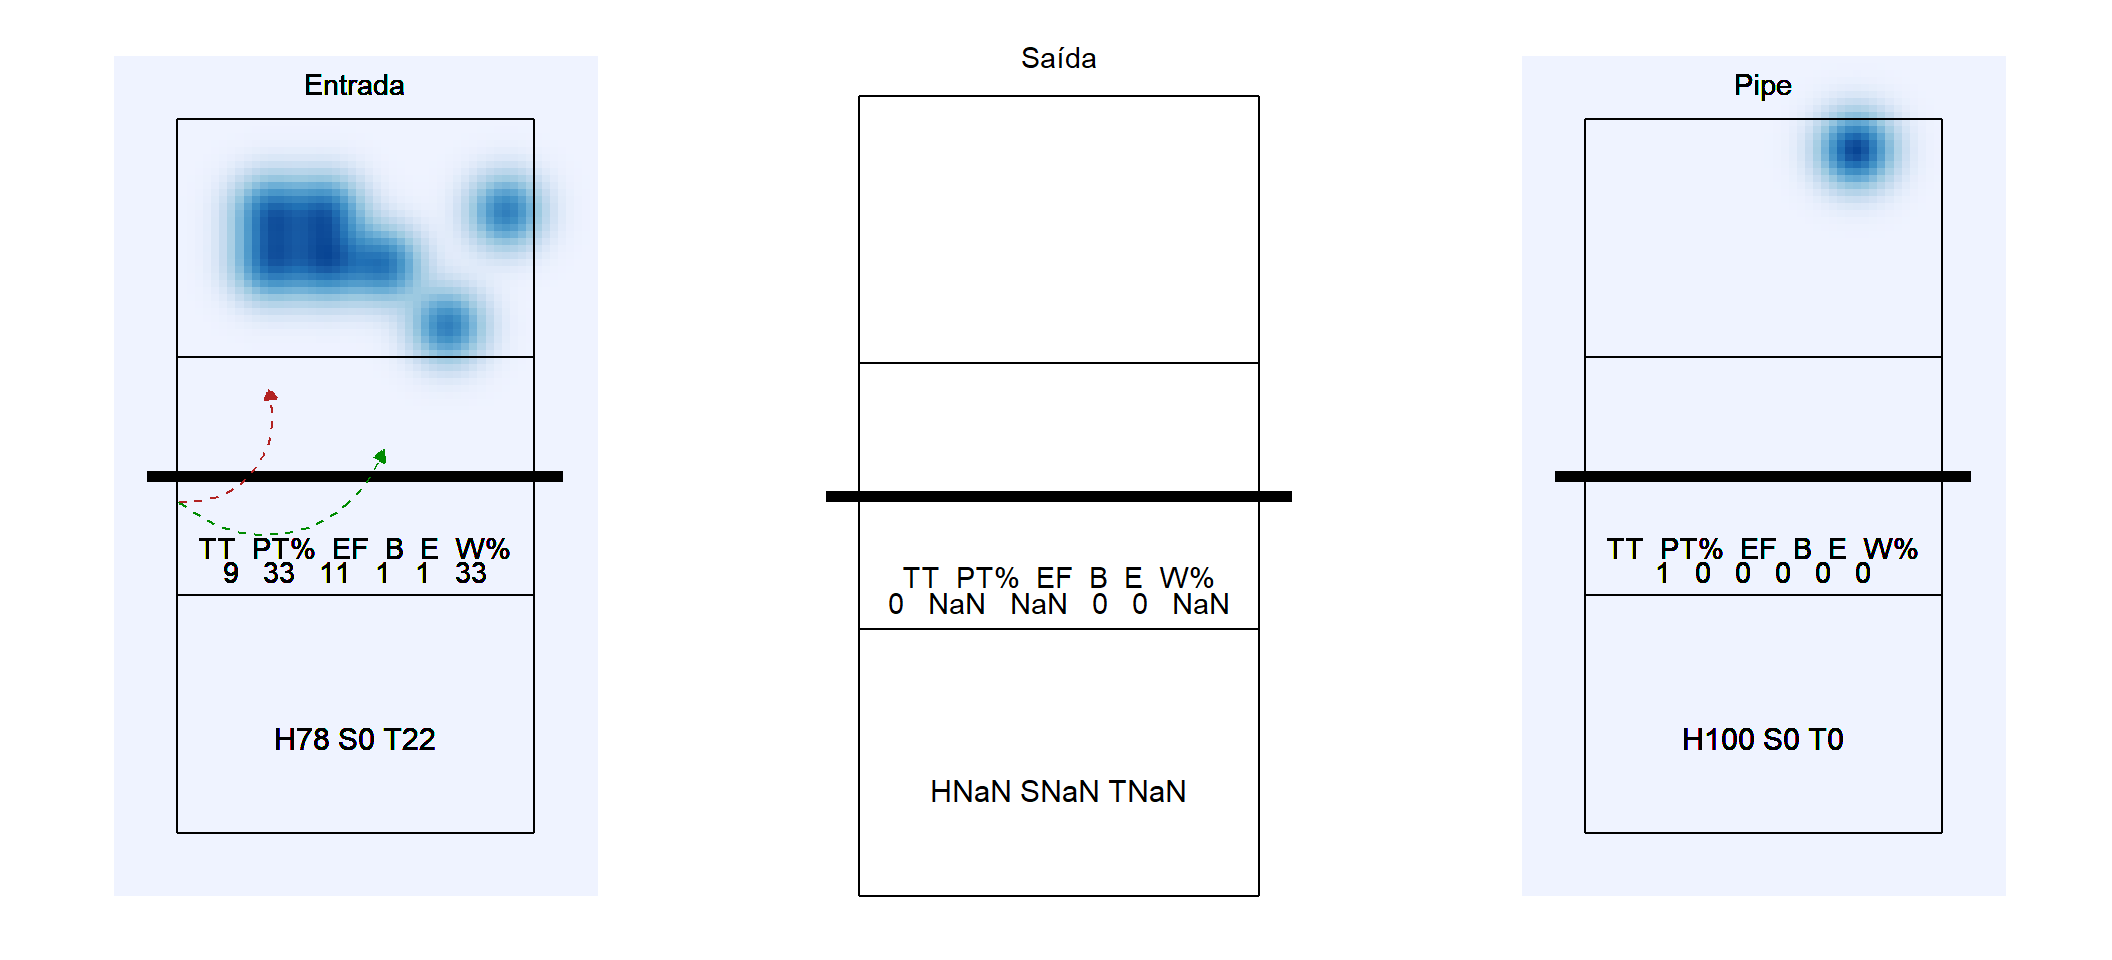 Entrada
TT PT% EF B E W%
9 33 11 1 1 33
H78 S0 T22
Saída
TT PT% EF B E W%
0 NaN NaN 0 0 NaN
HNaN SNaN TNaN
Pipe
TT PT% EF B E W%
1 0 0 0 0 0
H100 S0 T0